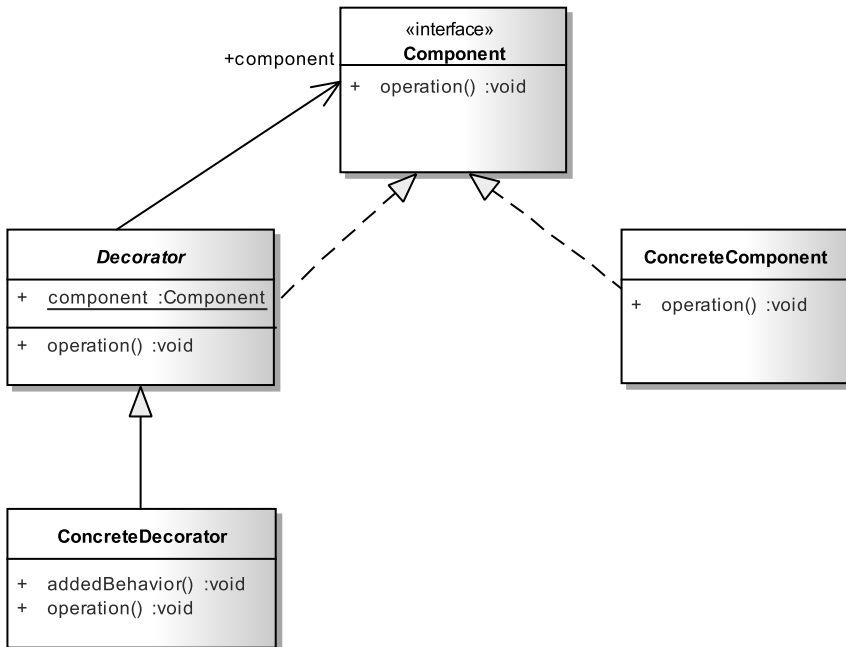 «interface»
Component
+ operation() :void
+component
Decorator
+ component :Component
+ operation() :void
ConcreteComponent
+ operation() :void
ConcreteDecorator
+ addedBehavior() :void
+ operation() :void